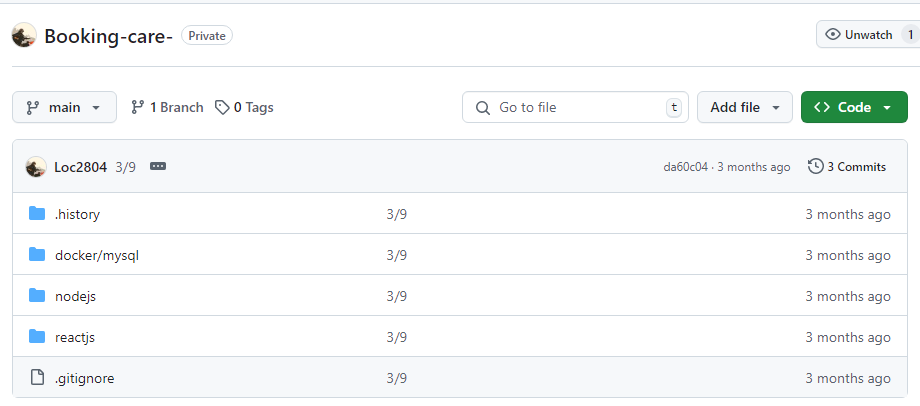 Booking-care- Private Unwatch 1
main 1 Branch 0 Tags Go to file t Add file Code
Loc2804 3/9 da60c04 · 3 months ago 3 Commits
.history 3/9 3 months ago
docker/mysql 3/9 3 months ago
nodejs 3/9 3 months ago
reactjs 3/9 3 months ago
.gitignore 3/9 3 months ago